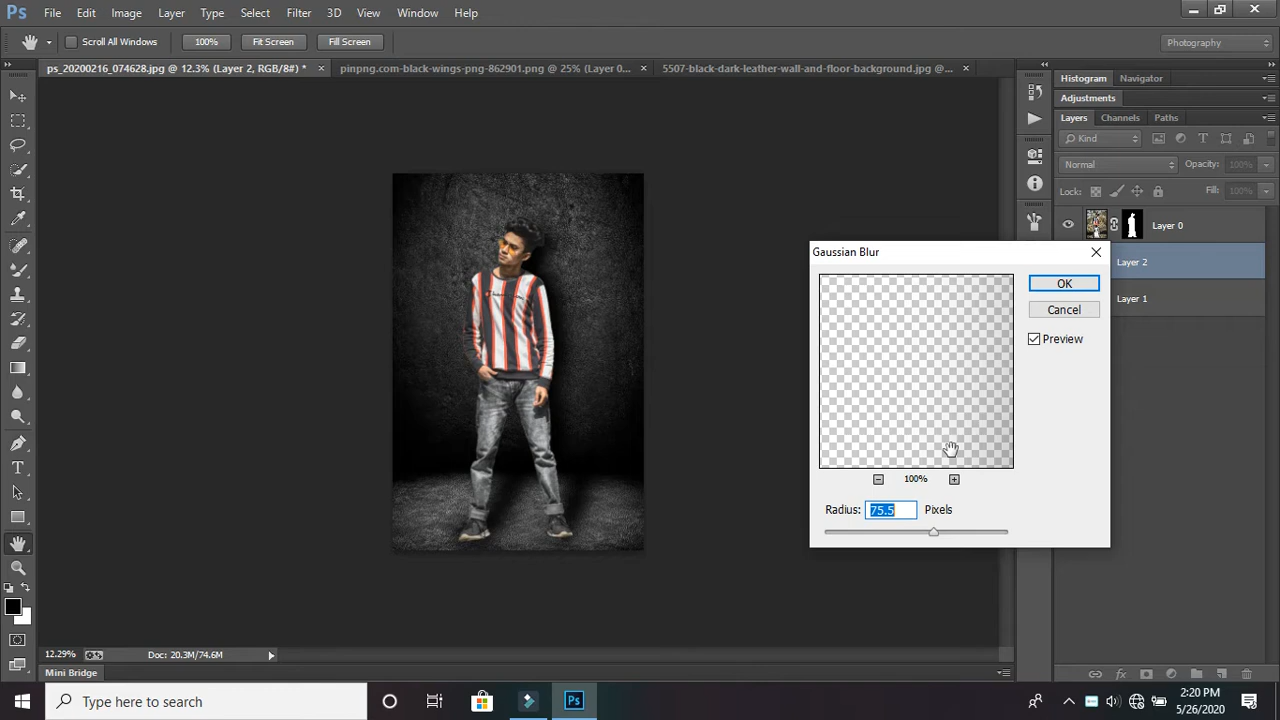 Ps File Edit Image Layer Type Select Filter 3D View Window Help
Scroll All Windows 100% Fit Screen Fill Screen Photography
ps_20200216_074628.jpg @ 12.3% (Layer 2, RGB/8#) * × pinpng.com-black-wings-png-862901.png @ 25% (Layer 0... × 5507-black-dark-leather-wall-and-floor-background.jpg @... ×
Histogram Navigator
Adjustments
Layers Channels Paths
Kind
Normal Opacity: 100%
Lock: Fill: 100%
Layer 0
Layer 2
Layer 1
Gaussian Blur
OK
Cancel
Preview
100%
Radius: 75.5 Pixels
12.29% Doc: 20.3M/74.6M
Mini Bridge
Type here to search
Ps
2:20 PM
5/26/2020